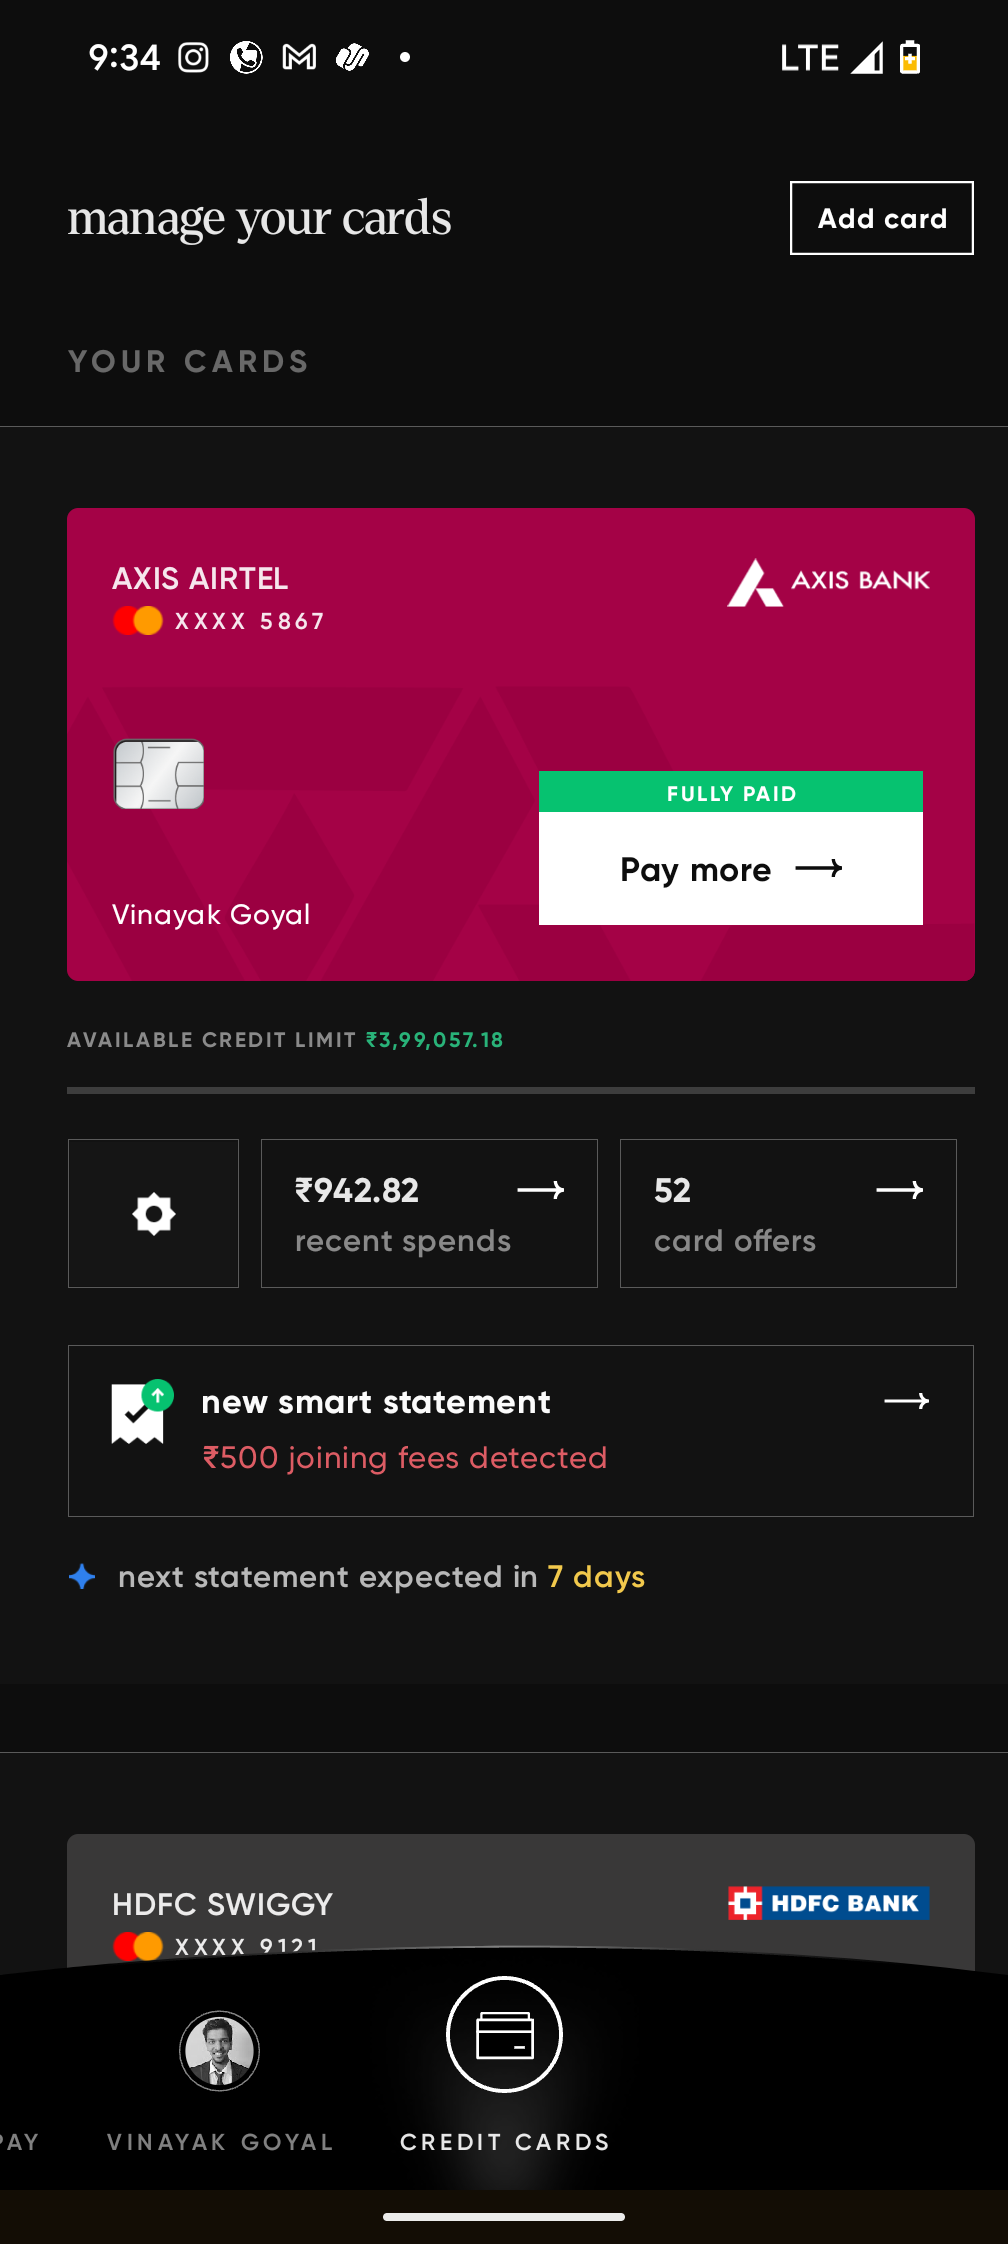 9:34
LTE
manage your cards
Add card
YOUR CARDS
AXIS AIRTEL
AXIS BANK
XXXX 5867
FULLY PAID
Pay more
Vinayak Goyal
AVAILABLE CREDIT LIMIT ₹3,99,057.18
₹942.82
recent spends
52
card offers
new smart statement
₹500 joining fees detected
next statement expected in 7 days
HDFC SWIGGY
HDFC BANK
XXXX 9121
PAY
VINAYAK GOYAL
CREDIT CARDS